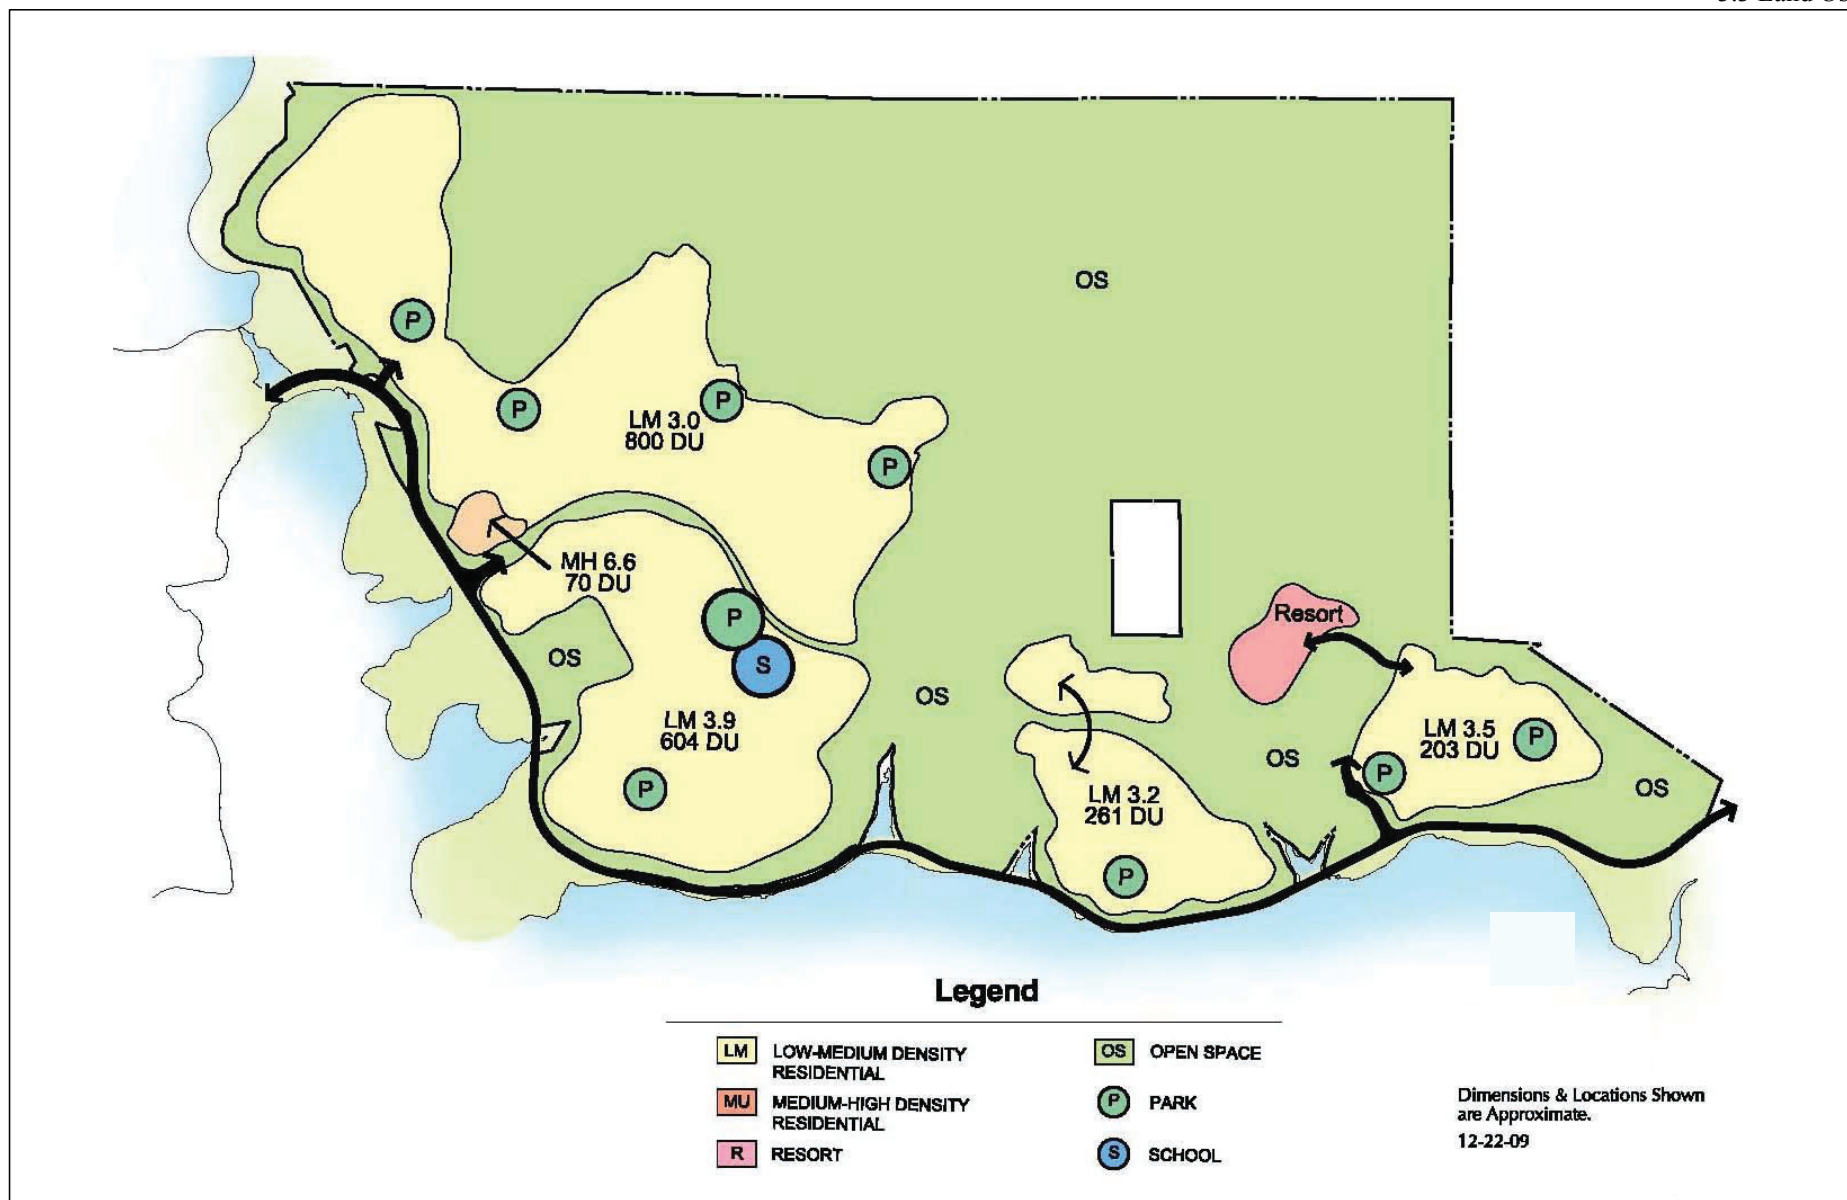 OS
P
P
P
LM 3.0
800 DU
P
MH 6.6
70 DU
Resort
P
OS
S
OS
LM 3.9
604 DU
LM 3.5
203 DU
P
OS
P
OS
P
LM 3.2
261 DU
P
Legend
LM LOW-MEDIUM DENSITY
RESIDENTIAL
MU MEDIUM-HIGH DENSITY
RESIDENTIAL
R RESORT
OS OPEN SPACE
P PARK
S SCHOOL
Dimensions & Locations Shown
are Approximate.
12-22-09